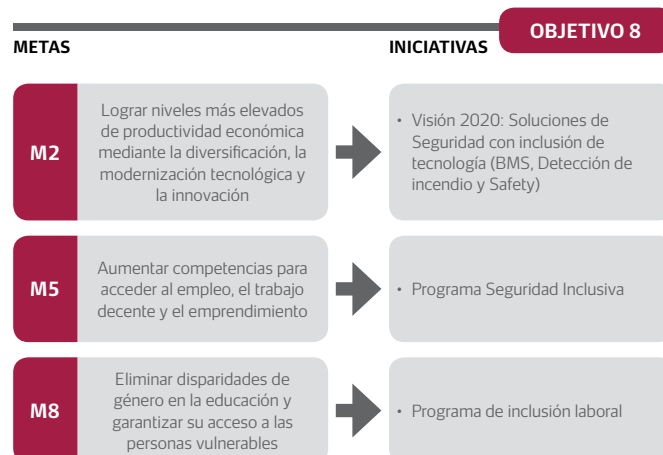 OBJETIVO 8
METAS
INICIATIVAS
M2
Lograr niveles más elevados
de productividad económica
mediante la diversificación, la
modernización tecnológica y
la innovación
• Visión 2020: Soluciones de
Seguridad con inclusión de
tecnología (BMS, Detección de
incendio y Safety)
M5
Aumentar competencias para
acceder al empleo, el trabajo
decente y el emprendimiento
• Programa Seguridad Inclusiva
M8
Eliminar disparidades de
género en la educación y
garantizar su acceso a las
personas vulnerables
• Programa de inclusión laboral